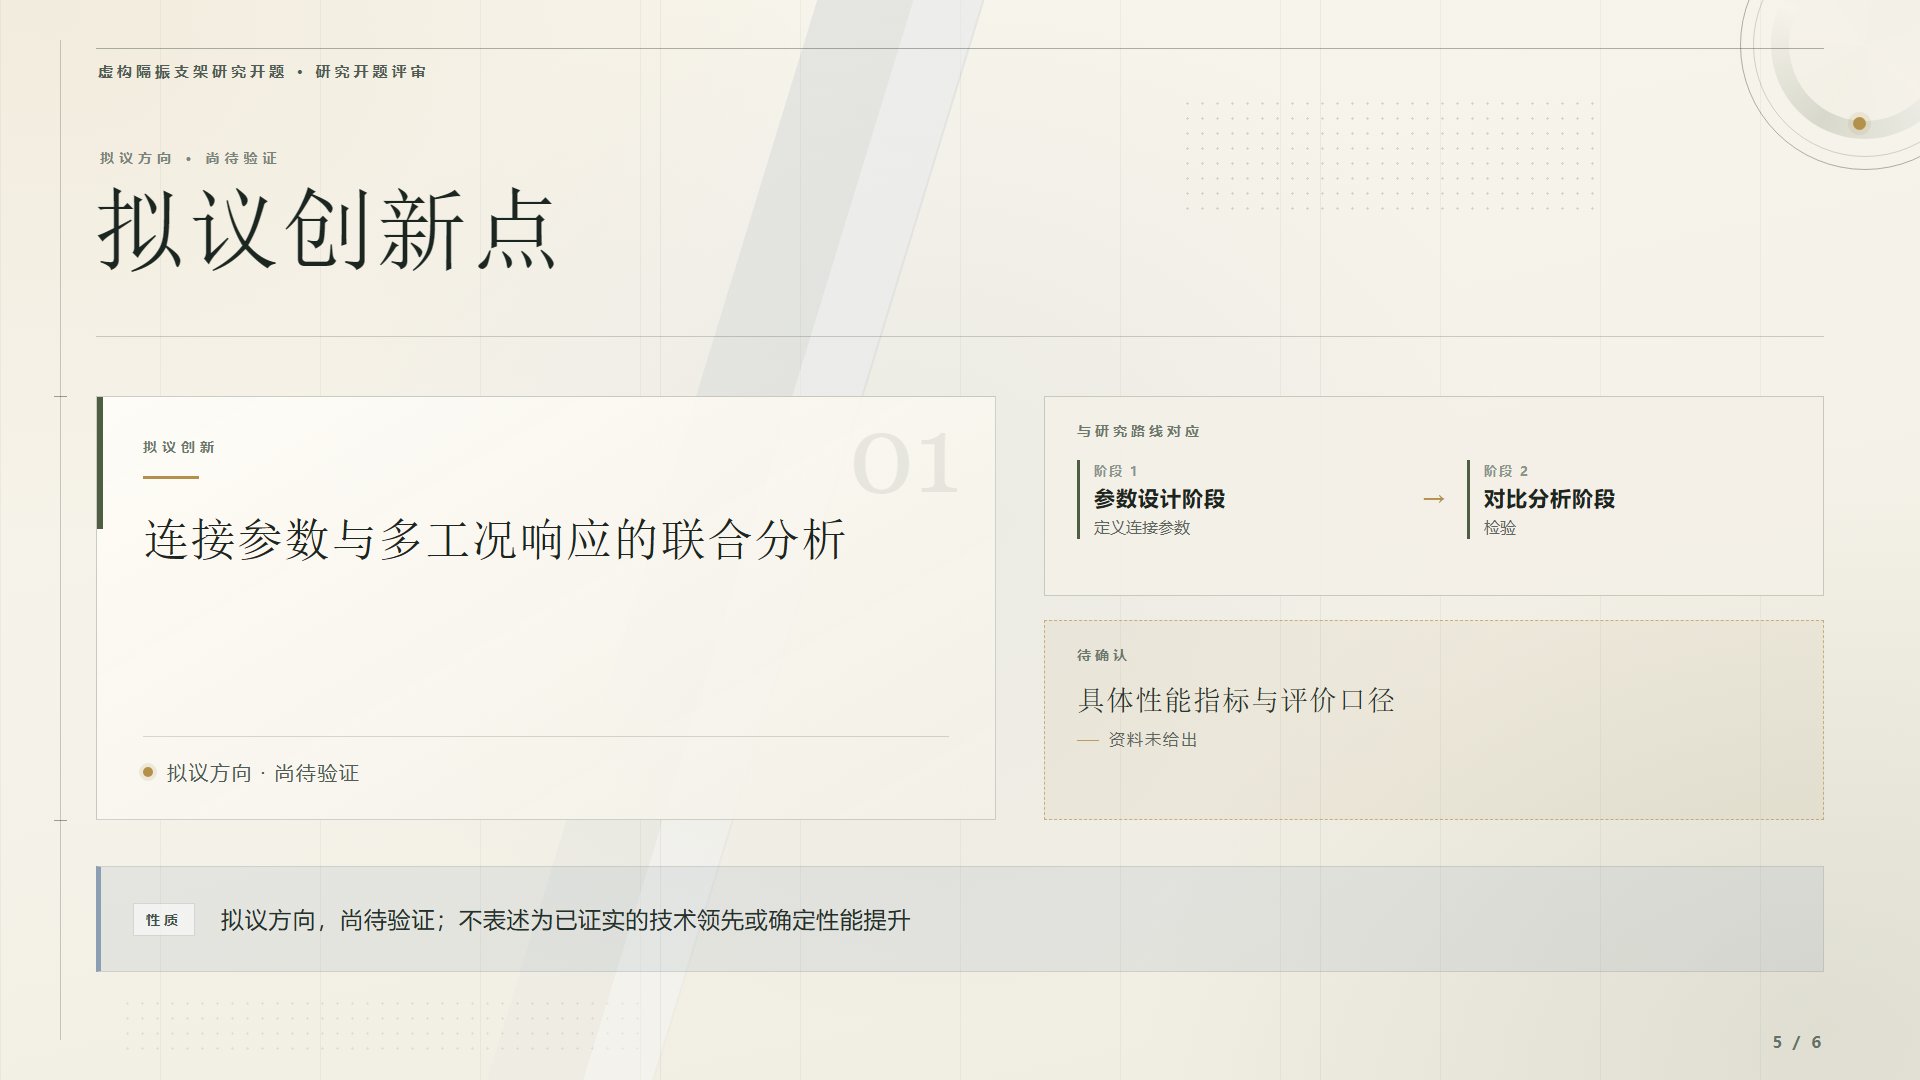 虚构隔振支架研究开题 • 研究开题评审
拟议方向 • 尚待验证
拟议创新点
拟议创新
01
连接参数与多工况响应的联合分析
拟议方向 · 尚待验证
与研究路线对应
阶段 1
参数设计阶段
定义连接参数
→
阶段 2
对比分析阶段
检验
待确认
具体性能指标与评价口径
— 资料未给出
性质
拟议方向，尚待验证；不表述为已证实的技术领先或确定性能提升
5 / 6